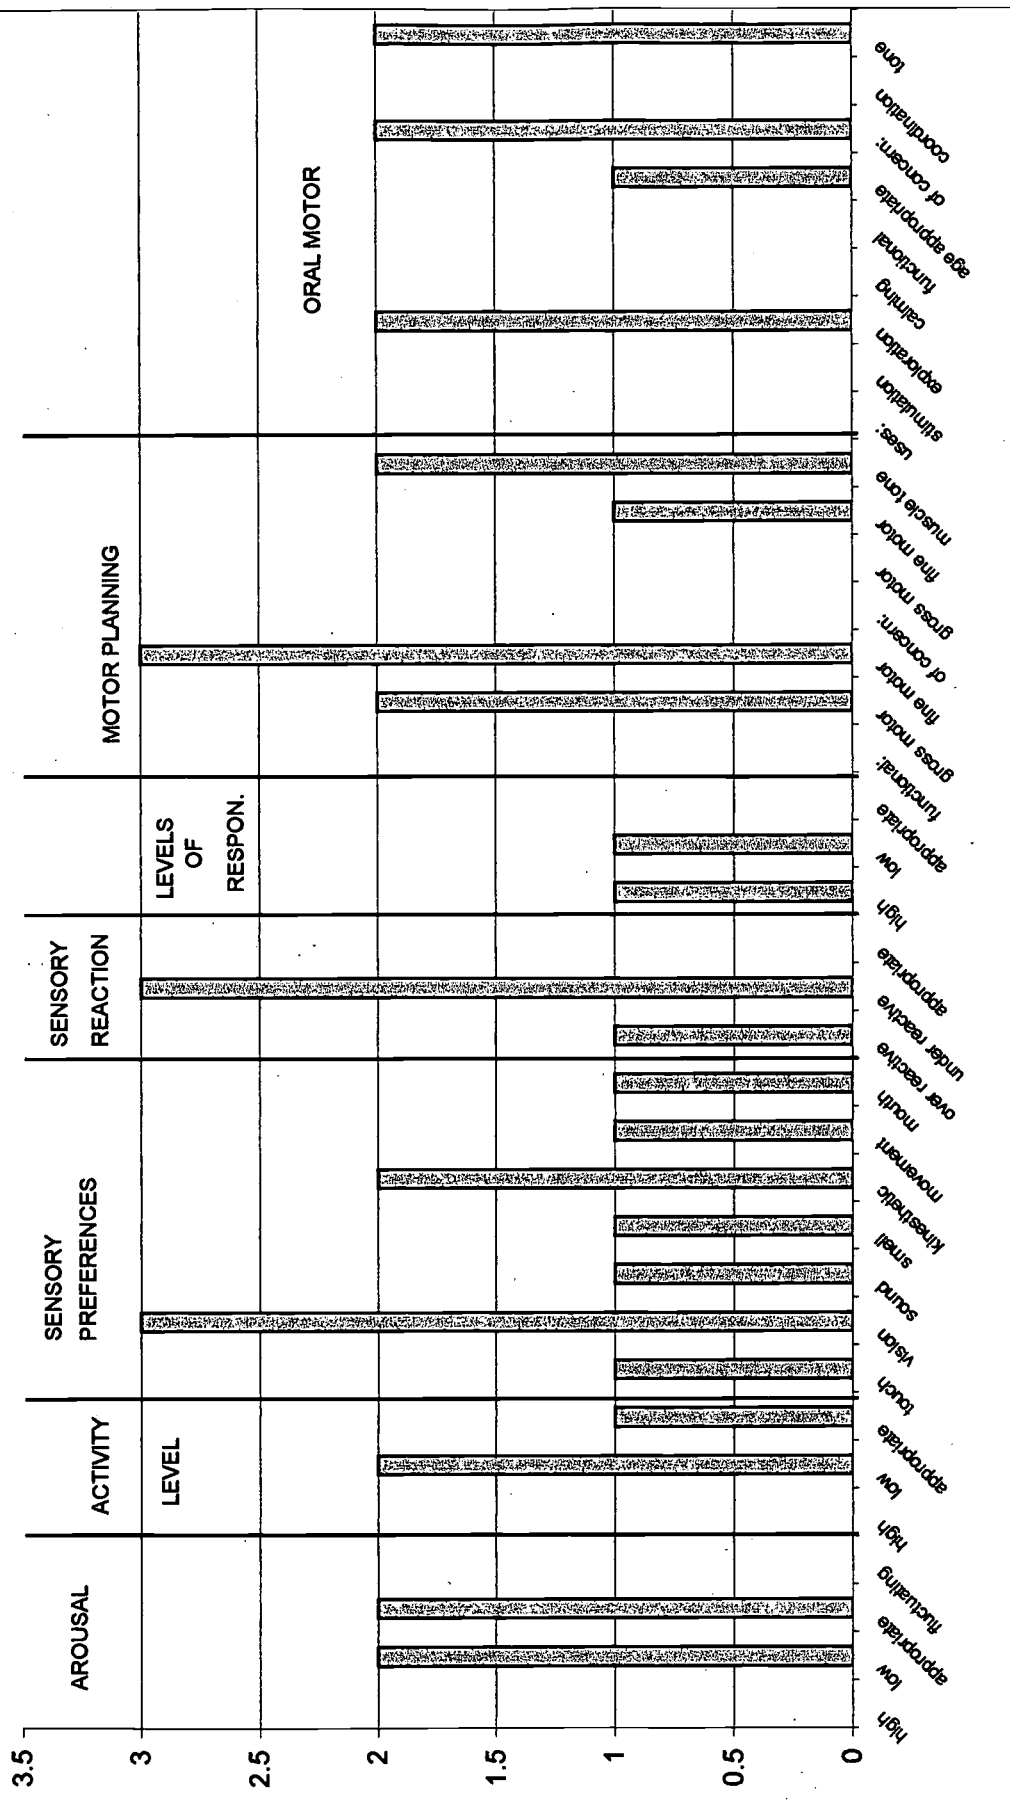 AROUSAL
ACTIVITY
LEVEL
SENSORY
PREFERENCES
SENSORY
REACTION
LEVELS
OF
RESPON.
MOTOR PLANNING
ORAL MOTOR
3.5
3
2.5
2
1.5
1
0.5
0
high
low
appropriate
fluctuating
high
low
appropriate
touch
vision
sound
smell
kinesthetic
movement
mouth
over reactive
under reactive
appropriate
high
low
appropriate
functional:
gross motor
fine motor
of concern:
gross motor
fine motor
muscle tone
uses:
stimulation
exploration
calming
functional
age appropriate
of concern:
coordination
tone